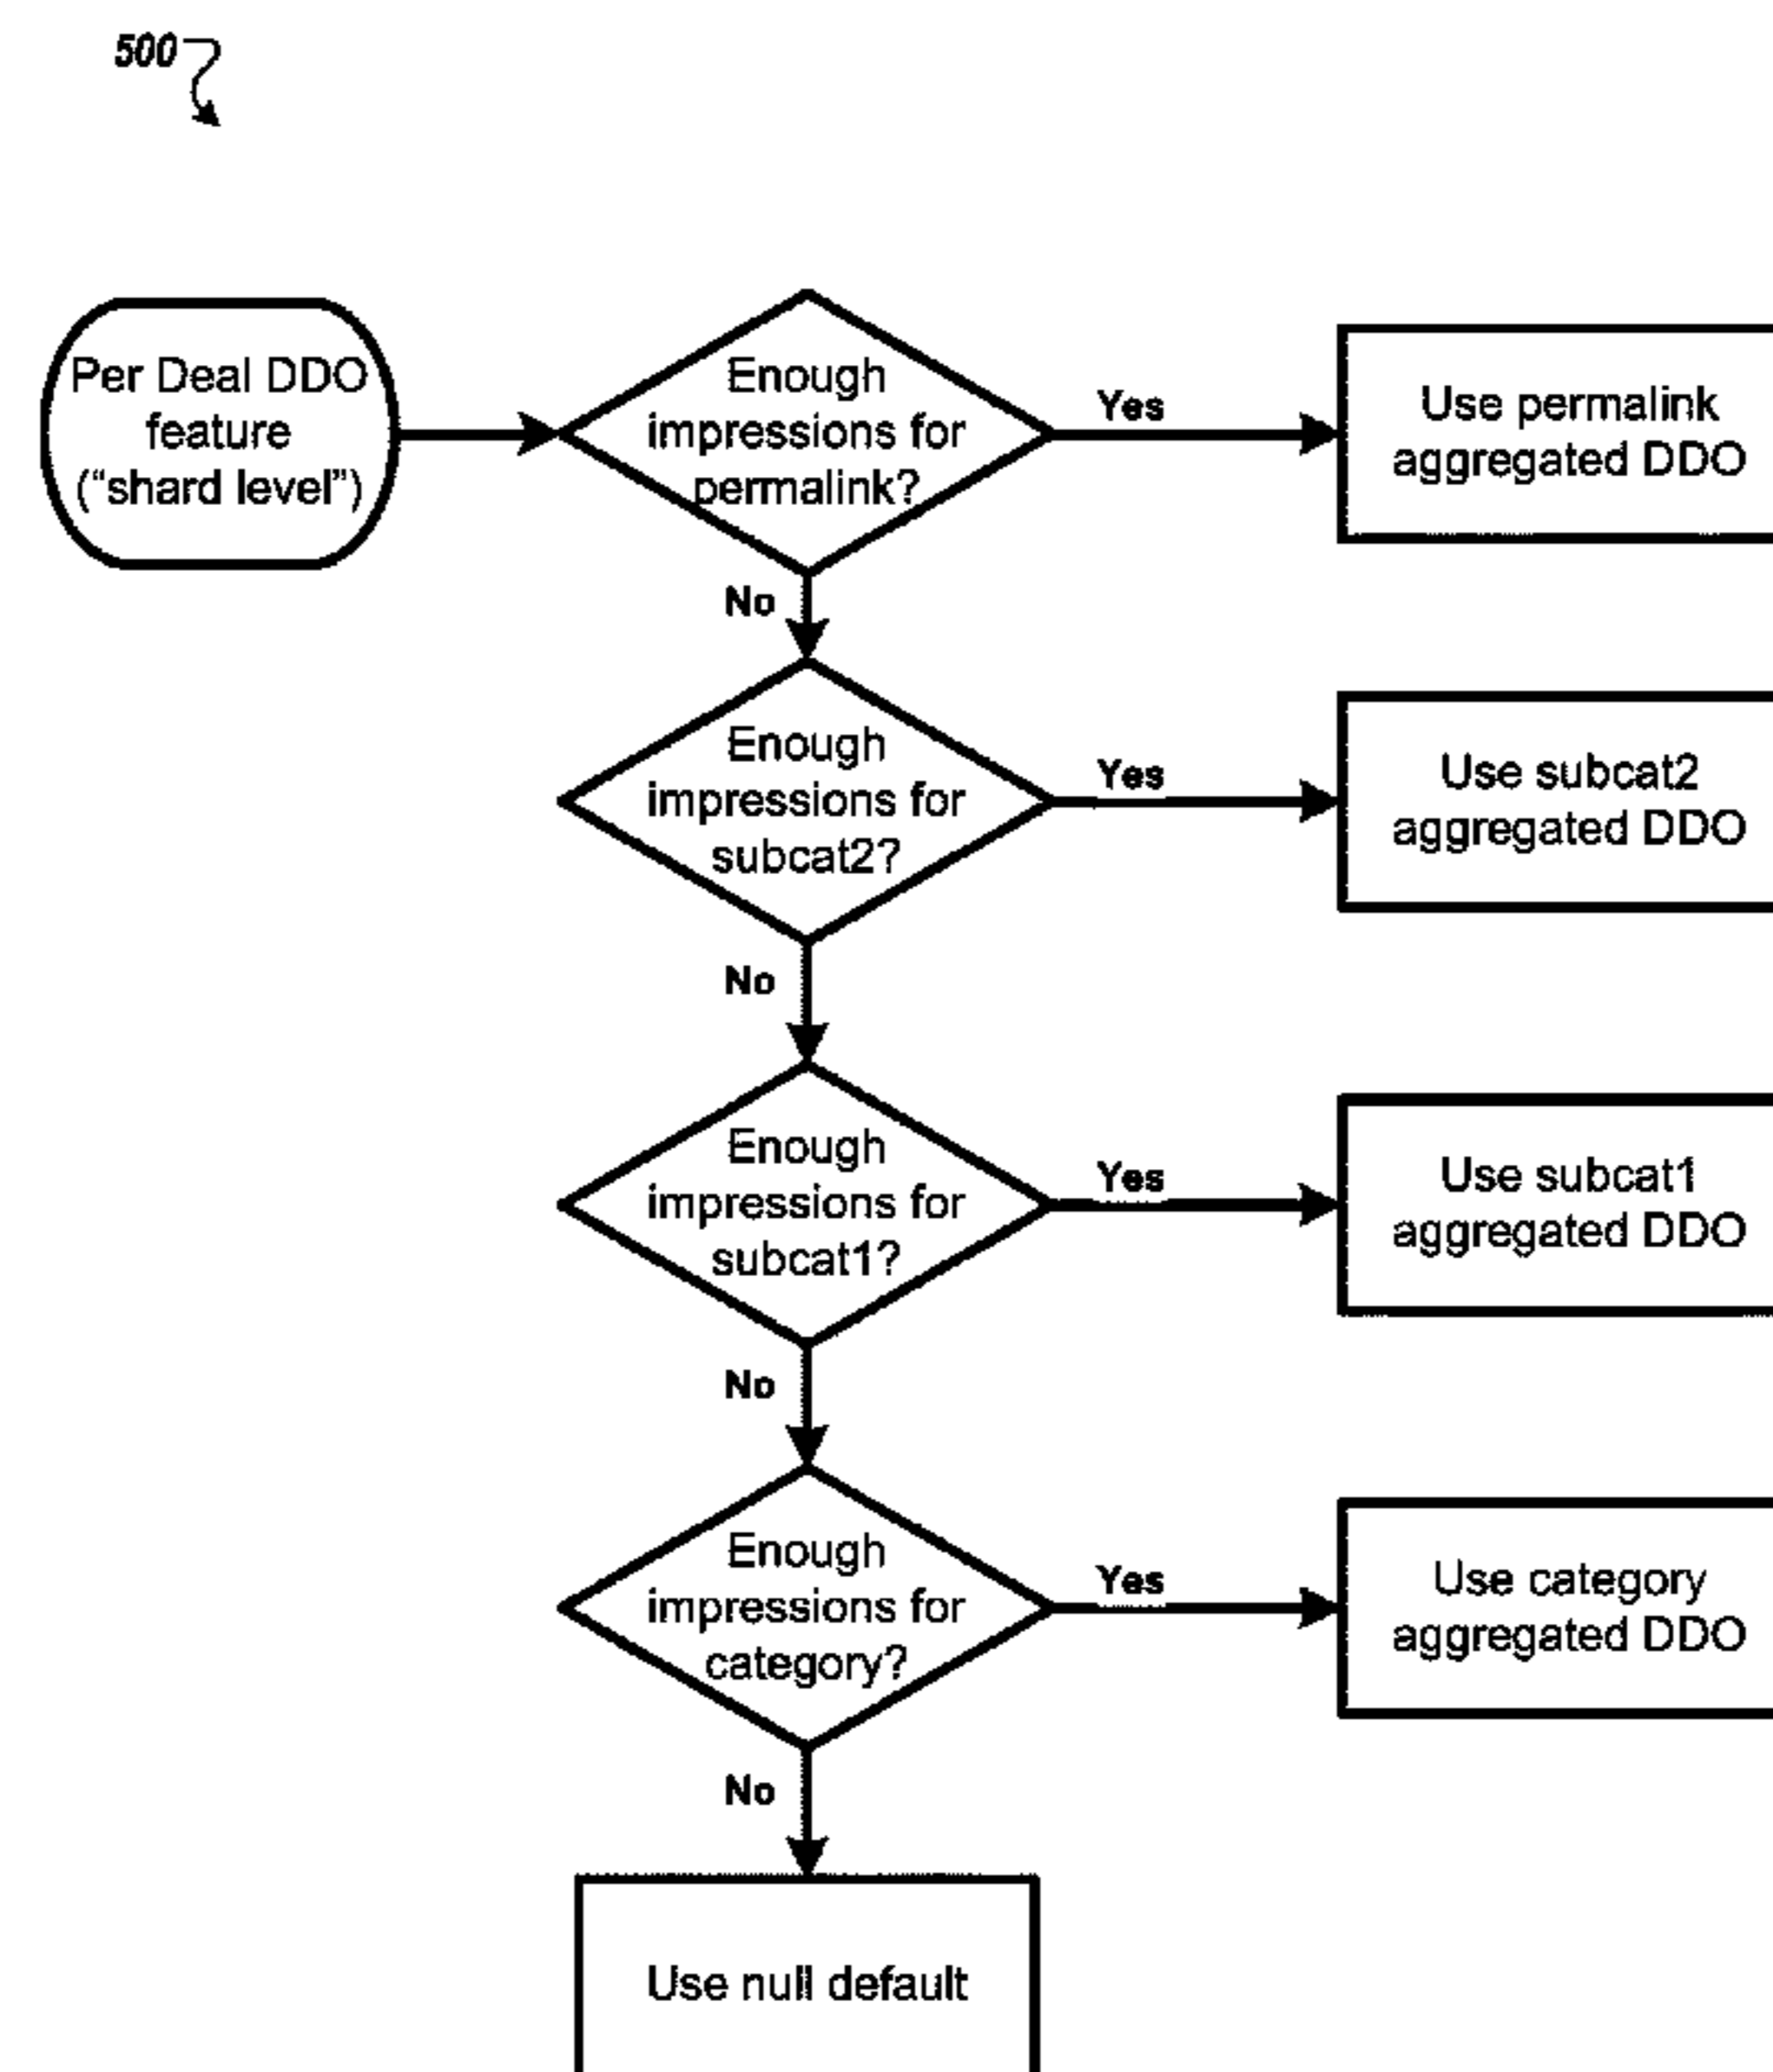 500
Per Deal DDO
feature
(“shard level”)
Enough
impressions for
permalink?
Yes
Use permalink
aggregated DDO
No
Enough
impressions for
subcat2?
Yes
Use subcat2
aggregated DDO
No
Enough
impressions for
subcat1?
Yes
Use subcat1
aggregated DDO
No
Enough
impressions for
category?
Yes
Use category
aggregated DDO
No
Use null default